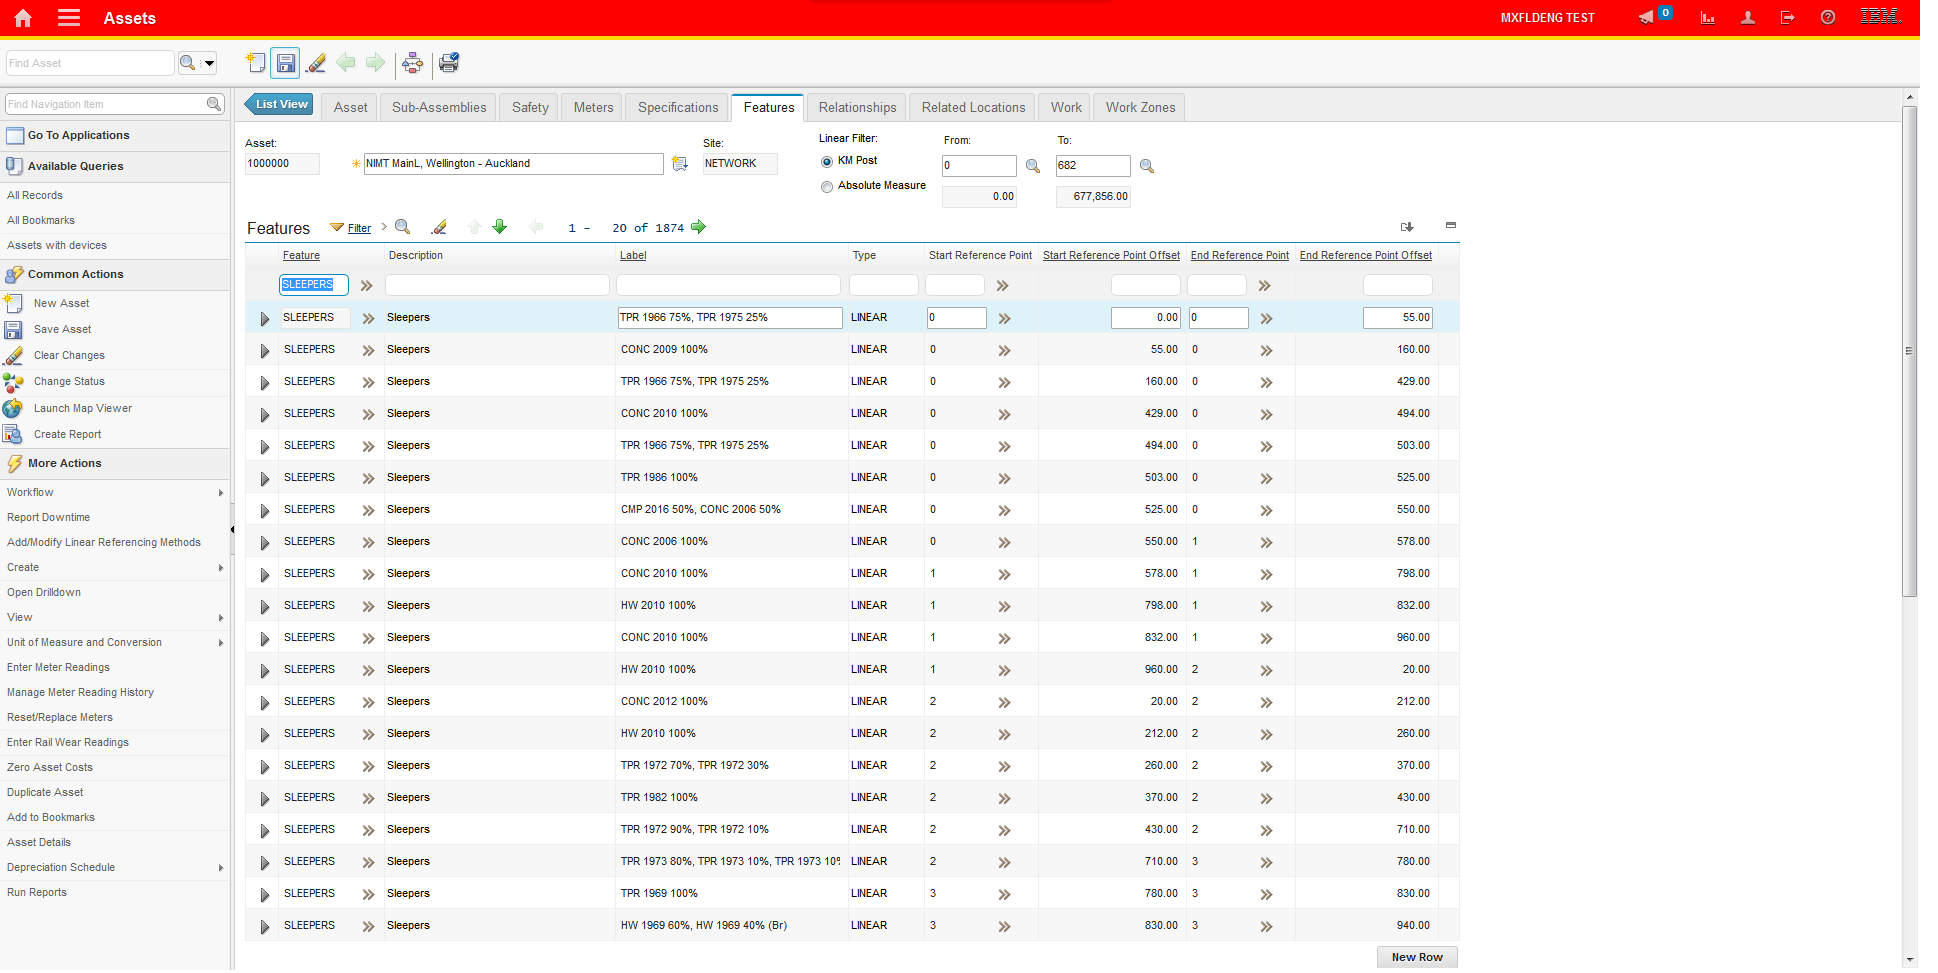 Assets
MXFLDENG TEST
0
IBM
Find Asset
Find Navigation Item
Go To Applications
Available Queries
All Records
All Bookmarks
Assets with devices
Common Actions
New Asset
Save Asset
Clear Changes
Change Status
Launch Map Viewer
Create Report
More Actions
Workflow
Report Downtime
Add/Modify Linear Referencing Methods
Create
Open Drilldown
View
Unit of Measure and Conversion
Enter Meter Readings
Manage Meter Reading History
Reset/Replace Meters
Enter Rail Wear Readings
Zero Asset Costs
Duplicate Asset
Add to Bookmarks
Asset Details
Depreciation Schedule
Run Reports
List View Asset Sub-Assemblies Safety Meters Specifications Features Relationships Related Locations Work Work Zones
Asset: Site: Linear Filter: From: To:
1000000 NIMT MainL, Wellington - Auckland NETWORK KM Post 0 682
Absolute Measure 0.00 677,856.00
Features Filter 1 - 20 of 1874
Feature Description Label Type Start Reference Point Start Reference Point Offset End Reference Point End Reference Point Offset
SLEEPERS
SLEEPERS Sleepers TPR 1966 75%, TPR 1975 25% LINEAR 0 0.00 0 55.00
SLEEPERS Sleepers CONC 2009 100% LINEAR 0 55.00 0 160.00
SLEEPERS Sleepers TPR 1966 75%, TPR 1975 25% LINEAR 0 160.00 0 429.00
SLEEPERS Sleepers CONC 2010 100% LINEAR 0 429.00 0 494.00
SLEEPERS Sleepers TPR 1966 75%, TPR 1975 25% LINEAR 0 494.00 0 503.00
SLEEPERS Sleepers TPR 1986 100% LINEAR 0 503.00 0 525.00
SLEEPERS Sleepers CMP 2016 50%, CONC 2006 50% LINEAR 0 525.00 0 550.00
SLEEPERS Sleepers CONC 2006 100% LINEAR 0 550.00 1 578.00
SLEEPERS Sleepers CONC 2010 100% LINEAR 1 578.00 1 798.00
SLEEPERS Sleepers HW 2010 100% LINEAR 1 798.00 1 832.00
SLEEPERS Sleepers CONC 2010 100% LINEAR 1 832.00 1 960.00
SLEEPERS Sleepers HW 2010 100% LINEAR 1 960.00 2 20.00
SLEEPERS Sleepers CONC 2012 100% LINEAR 2 20.00 2 212.00
SLEEPERS Sleepers HW 2010 100% LINEAR 2 212.00 2 260.00
SLEEPERS Sleepers TPR 1972 70%, TPR 1972 30% LINEAR 2 260.00 2 370.00
SLEEPERS Sleepers TPR 1982 100% LINEAR 2 370.00 2 430.00
SLEEPERS Sleepers TPR 1972 90%, TPR 1972 10% LINEAR 2 430.00 2 710.00
SLEEPERS Sleepers TPR 1973 80%, TPR 1973 10%, TPR 1973 10% LINEAR 2 710.00 3 780.00
SLEEPERS Sleepers TPR 1969 100% LINEAR 3 780.00 3 830.00
SLEEPERS Sleepers HW 1969 60%, HW 1969 40% (Br) LINEAR 3 830.00 3 940.00
New Row